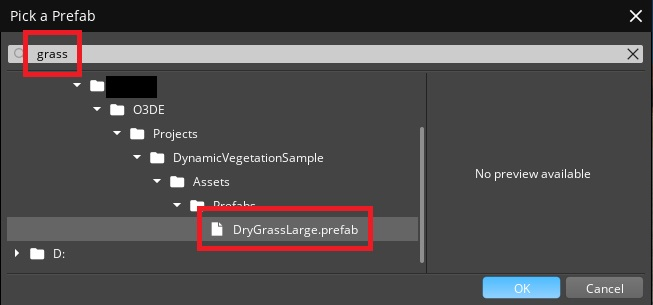 Pick a Prefab
grass
O3DE
Projects
DynamicVegetationSample
Assets
Prefabs
DryGrassLarge.prefab
D:
No preview available
OK
Cancel